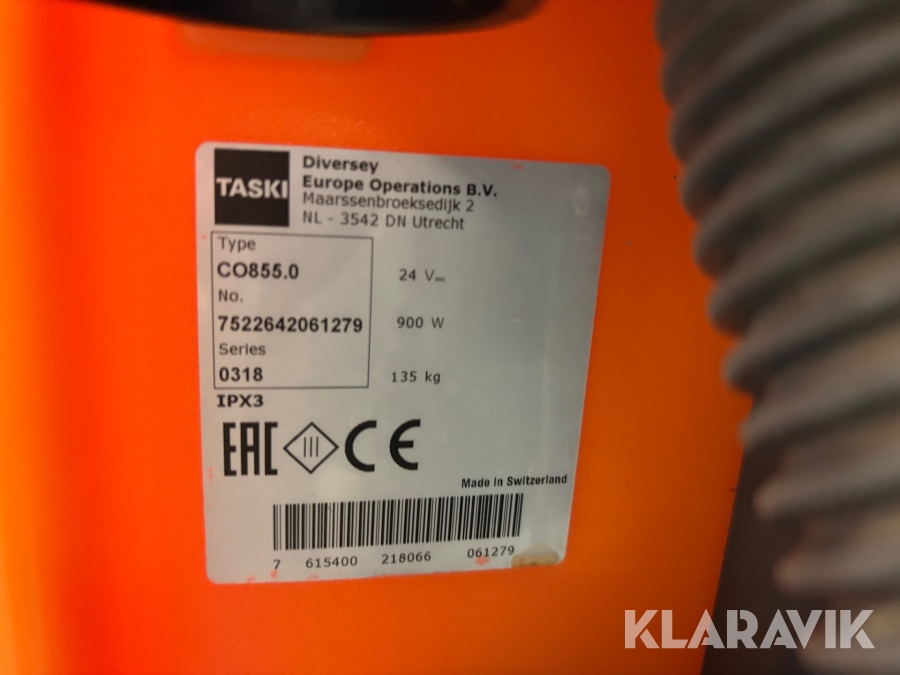 TASKI
Diversey
Europe Operations B.V.
Maarssenbroeksedijk 2
NL - 3542 DN Utrecht
Type
CO855.0
24 V
No.
7522642061279
900 W
Series
0318
135 kg
IPX3
EAC III CE
Made in Switzerland
7 615400 218066 061279
KLARAVIK